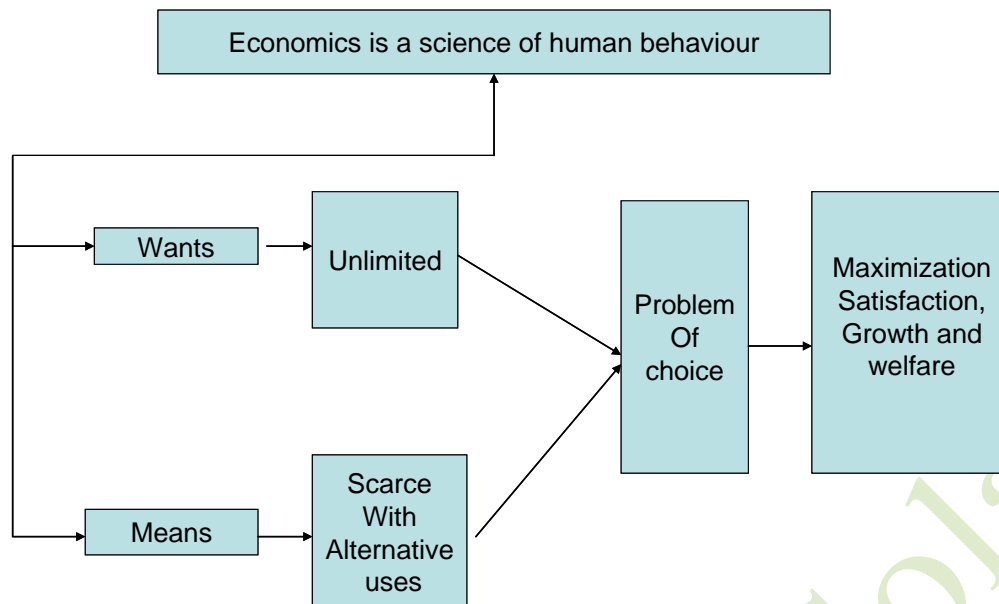 Economics is a science of human behaviour
Wants
Unlimited
Problem
Of
choice
Maximization
Satisfaction,
Growth and
welfare
Means
Scarce
With
Alternative
uses